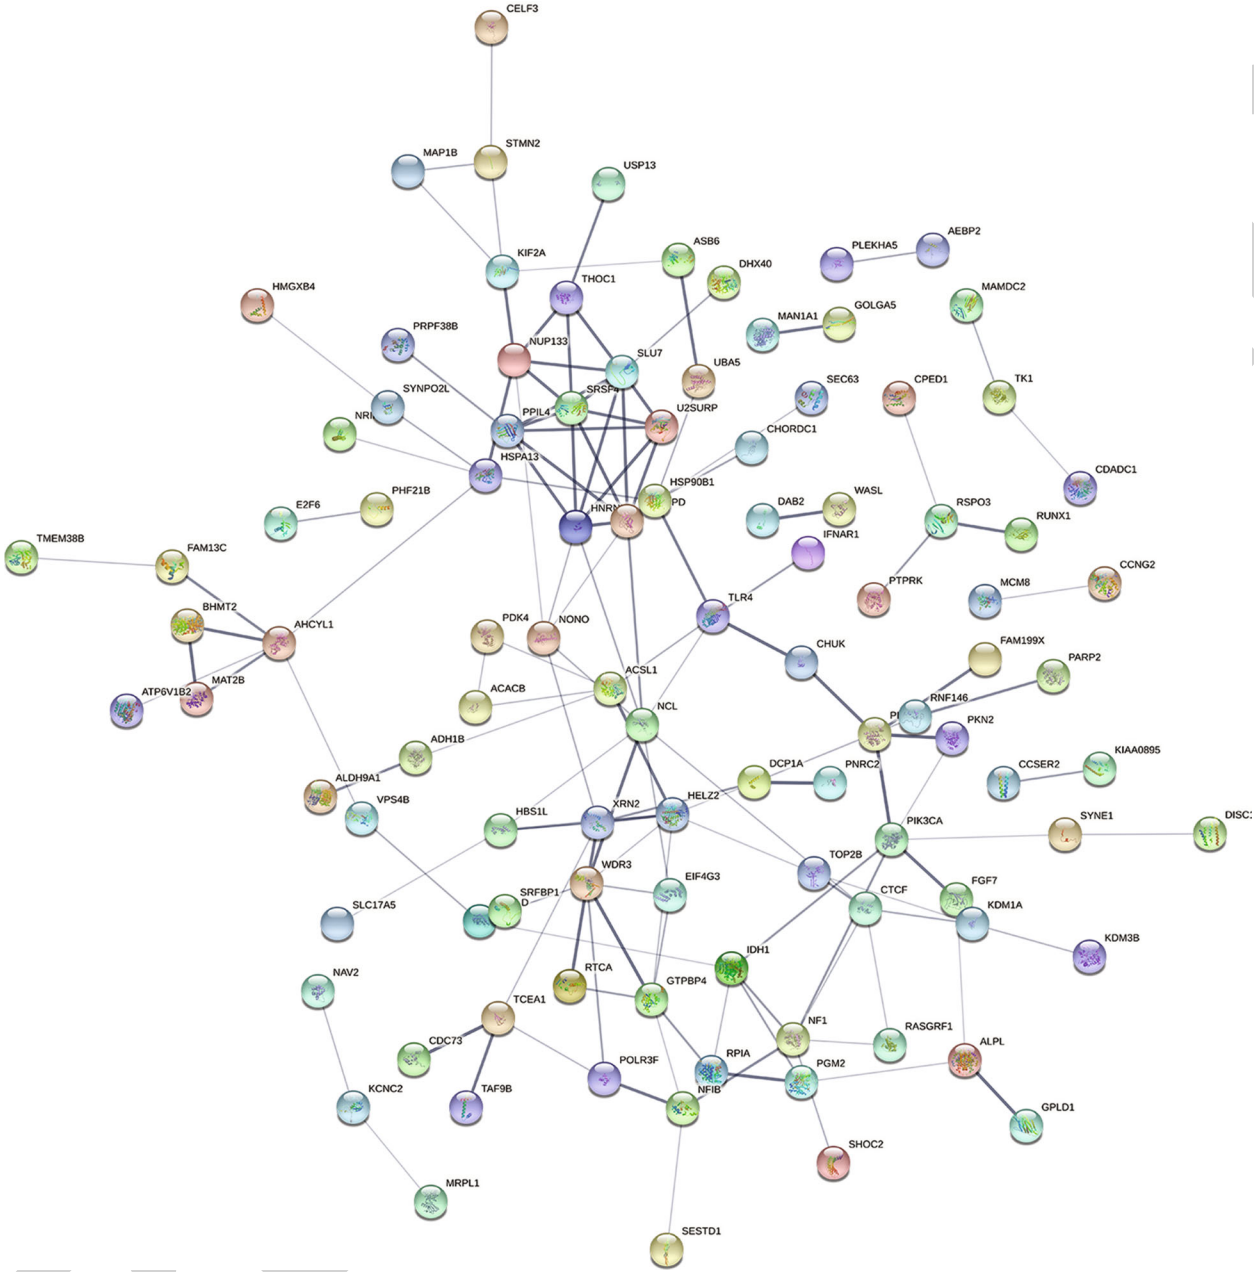 CELF3
STMN2
MAP1B
USP13
AEBP2
ASB6
PLEKHA5
KIF2A
DHX40
THOC1
HMGXB4
MAMDC2
GOLGA5
MAN1A1
PRPF38B
NUP133
SLU7
UBA5
SEC63
TK1
CPED1
SYNPO2L
SRSF4
PPIL4
U2SURP
NRI
CHORDC1
HSPA13
CDADC1
HSP90B1
PHF21B
WASL
E2F6
PD
HNRN
DAB2
RSPO3
RUNX1
IFNAR1
TMEM38B
FAM13C
CCNG2
PTPRK
MCM8
BHMT2
TLR4
AHCYL1
PDK4
NONO
CHUK
FAM199X
PARP2
ACSL1
MAT2B
ATP6V1B2
ACACB
RNF146
NCL
PI
PKN2
ADH1B
KIAA0895
DCP1A
PNRC2
CCSER2
ALDH9A1
VPS4B
HBS1L
XRN2
HELZ2
PIK3CA
SYNE1
DISC1
TOP2B
WDR3
EIF4G3
SRFBP1
D
CTCF
FGF7
KDM1A
SLC17A5
KDM3B
IDH1
RTCA
NAV2
GTPBP4
TCEA1
NF1
RASGRF1
CDC73
POLR3F
RPIA
PGM2
ALPL
KCNC2
TAF9B
NFIB
GPLD1
SHOC2
MRPL1
SESTD1